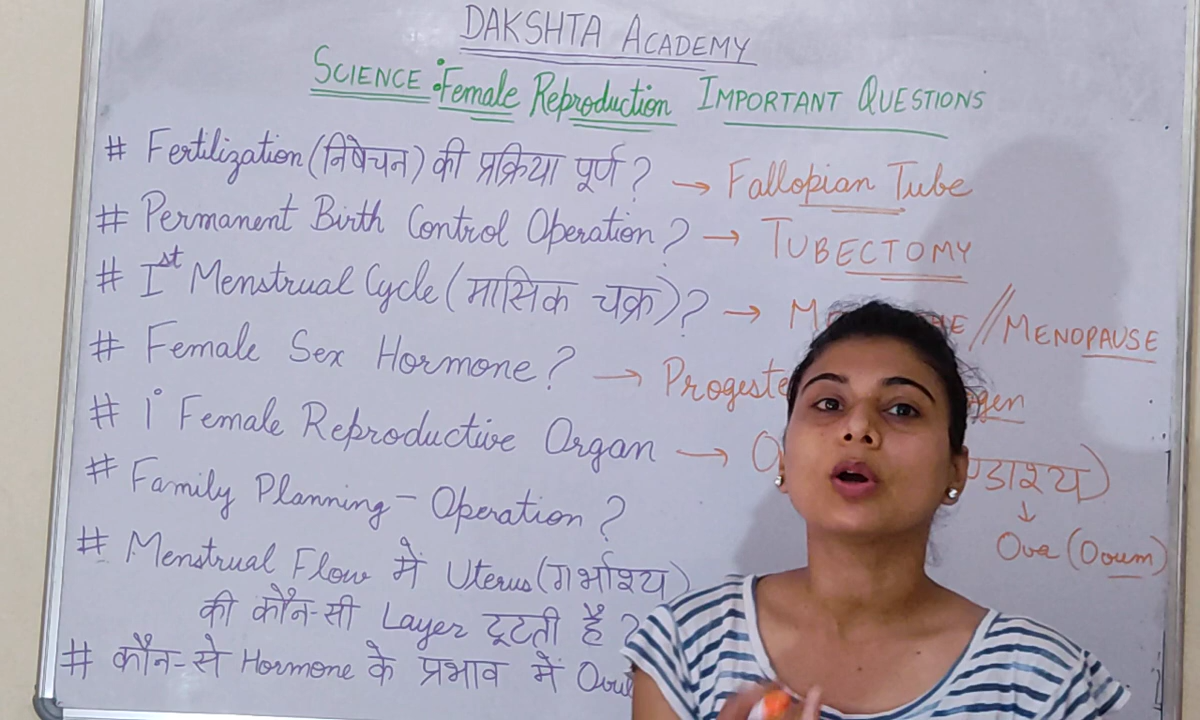 DAKSHTA ACADEMY
SCIENCE : Female Reproduction IMPORTANT QUESTIONS
# Fertilization (निषेचन) की प्रक्रिया पूर्ण ? → Fallopian Tube
# Permanent Birth Control Operation ? → TUBECTOMY
# Ist Menstrual Cycle (मासिक चक्र) ? → // MENOPAUSE
# Female Sex Hormone ? →
# 1° Female Reproductive Organ →
↓
Ova (Ovum)
# Family Planning - Operation ?
# Menstrual Flow में Uterus (गर्भाश्य)
की कौन-सी Layer टूटती है ?
# कौन-से Hormone के प्रभाव में